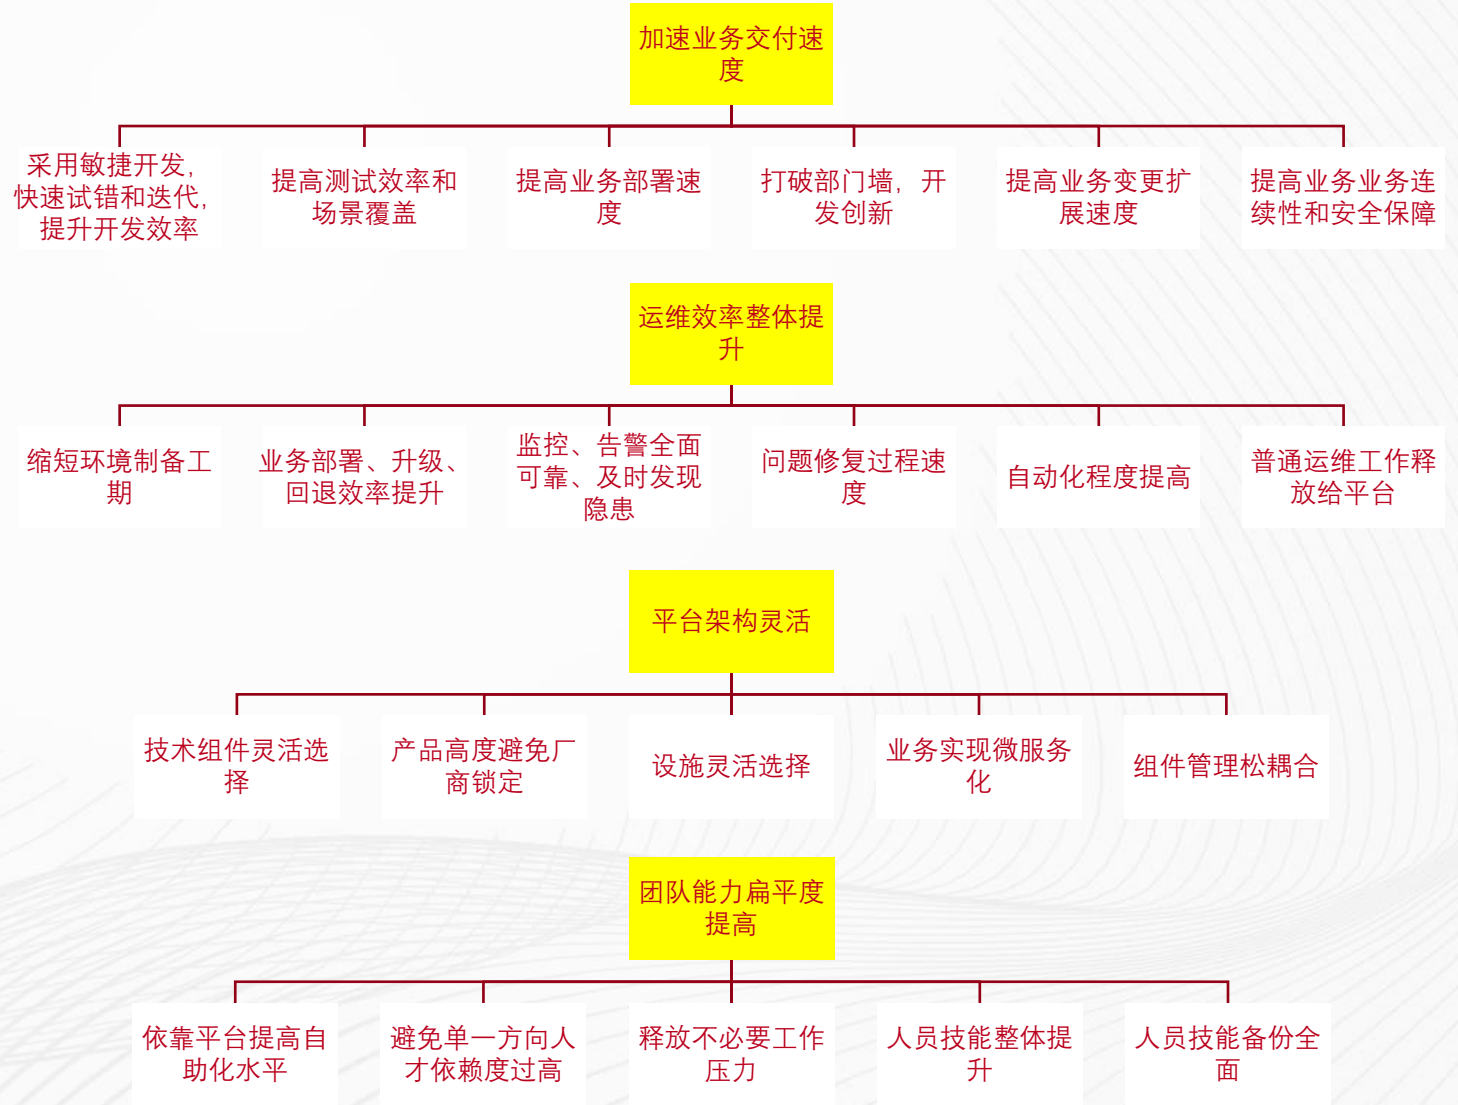 加速业务交付速
度
采用敏捷开发，
快速试错和迭代，
提升开发效率
提高测试效率和
场景覆盖
提高业务部署速
度
打破部门墙，开
发创新
提高业务变更扩
展速度
提高业务业务连
续性和安全保障
运维效率整体提
升
缩短环境制备工
期
业务部署、升级、
回退效率提升
监控、告警全面
可靠、及时发现
隐患
问题修复过程速
度
自动化程度提高
普通运维工作释
放给平台
平台架构灵活
技术组件灵活选
择
产品高度避免厂
商锁定
设施灵活选择
业务实现微服务
化
组件管理松耦合
团队能力扁平度
提高
依靠平台提高自
助化水平
避免单一方向人
才依赖度过高
释放不必要工作
压力
人员技能整体提
升
人员技能备份全
面